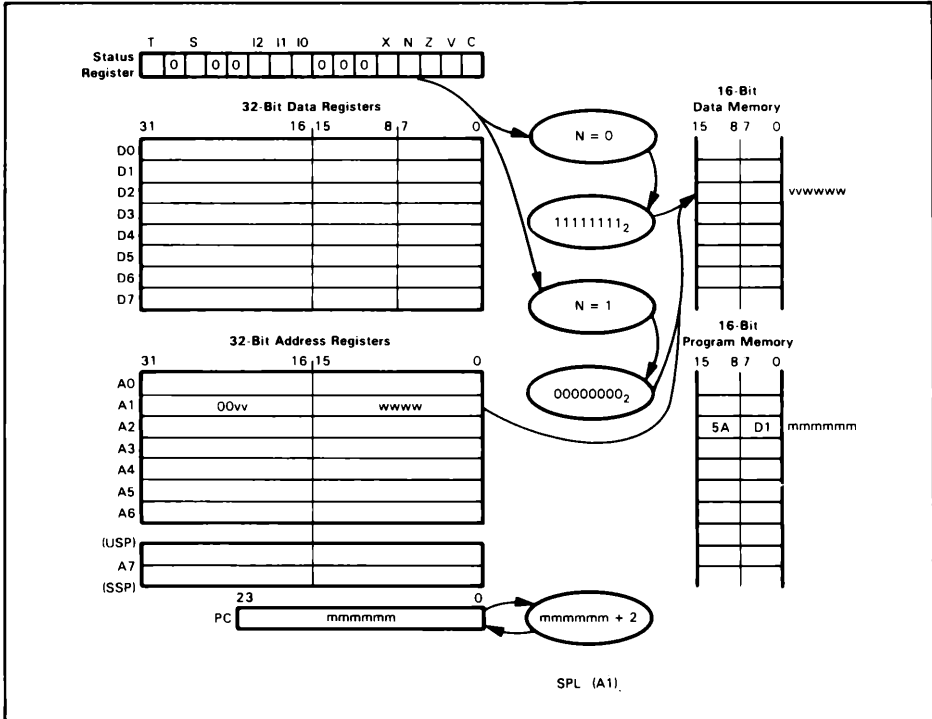 T S I2 I1 I0 X N Z V C
Status Register
0 0 0 0 0 0
32-Bit Data Registers
31 16 15 8 7 0
D0
D1
D2
D3
D4
D5
D6
D7
N = 0
11111111₂
N = 1
00000000₂
16-Bit
Data Memory
15 8 7 0
vvwwww
32-Bit Address Registers
31 16 15 0
A0
A1 00vv wwww
A2
A3
A4
A5
A6
(USP)
A7
(SSP)
16-Bit
Program Memory
15 8 7 0
5A D1 mmmmmm
23 0
PC mmmmmm
mmmmmm + 2
SPL (A1)